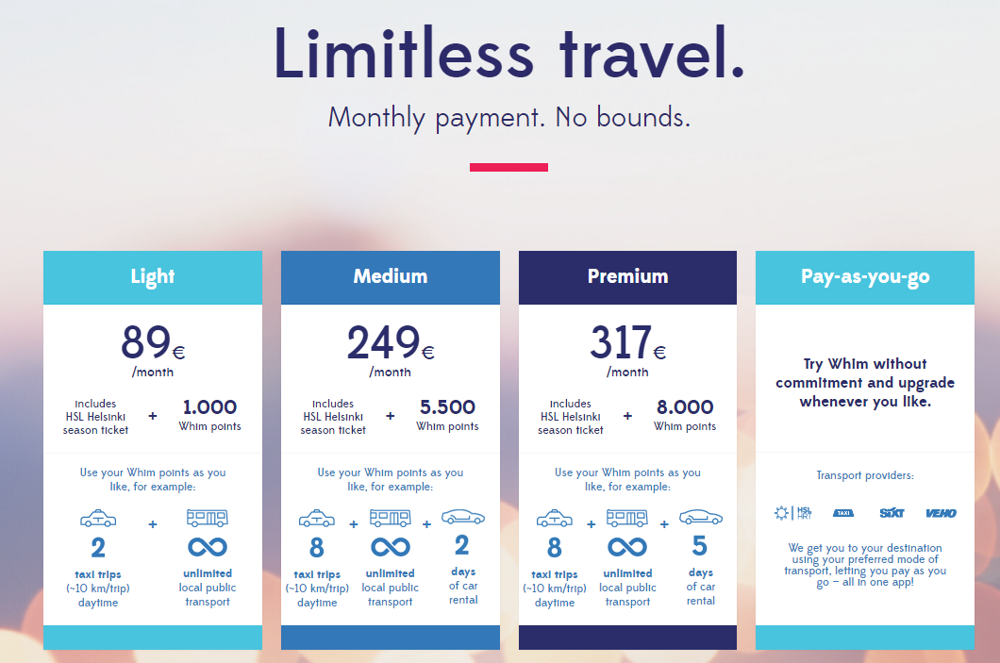 Limitless travel.
Monthly payment. No bounds.
Light
89€
/month
includes
HSL Helsinki
season ticket
+
1.000
Whim points
Use your Whim points as you
like, for example:
+
2
taxi trips
(~10 km/trip)
daytime
unlimited
local public
transport
Medium
249€
/month
includes
HSL Helsinki
season ticket
+
5.500
Whim points
Use your Whim points as you
like, for example:
+
+
8
taxi trips
(~10 km/trip)
daytime
unlimited
local public
transport
2
days
of car
rental
Premium
317€
/month
includes
HSL Helsinki
season ticket
+
8.000
Whim points
Use your Whim points as you
like, for example:
+
+
8
taxi trips
(~10 km/trip)
daytime
unlimited
local public
transport
5
days
of car
rental
Pay-as-you-go
Try Whim without
commitment and upgrade
whenever you like.
Transport providers:
HSL
HRT
TAXI
SIXT
VEHO
We get you to your destination
using your preferred mode of
transport, letting you pay as you
go – all in one app!